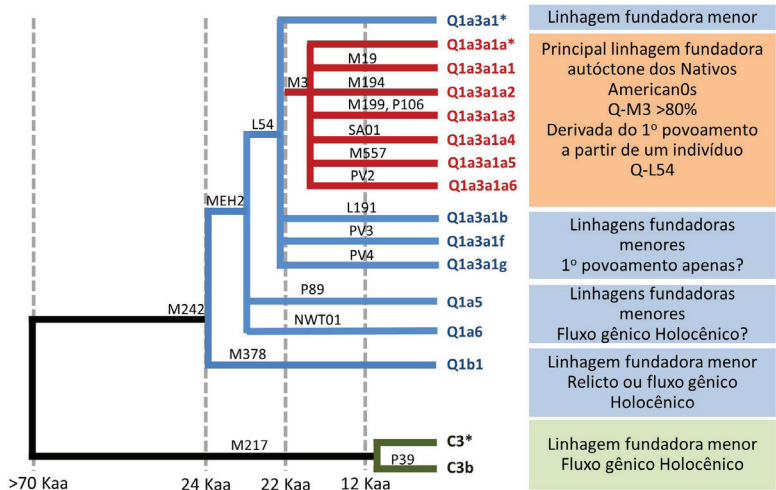 Q1a3a1*
Linhagem fundadora menor
Q1a3a1a*
M19
M3
Q1a3a1a1
M194
Q1a3a1a2
M199, P106
Q1a3a1a3
SA01
Q1a3a1a4
M557
Q1a3a1a5
PV2
Q1a3a1a6
Principal linhagem fundadora
autóctone dos Nativos
American0s
Q-M3 >80%
Derivada do 1º povoamento
a partir de um indivíduo
Q-L54
L54
MEH2
L191
Q1a3a1b
PV3
Q1a3a1f
PV4
Q1a3a1g
Linhagens fundadoras
menores
1º povoamento apenas?
P89
Q1a5
NWT01
Q1a6
Linhagens fundadoras
menores
Fluxo gênico Holocênico?
M242
M378
Q1b1
Linhagem fundadora menor
Relicto ou fluxo gênico
Holocênico
M217
C3*
P39
C3b
Linhagem fundadora menor
Fluxo gênico Holocênico
>70 Kaa
24 Kaa
22 Kaa
12 Kaa